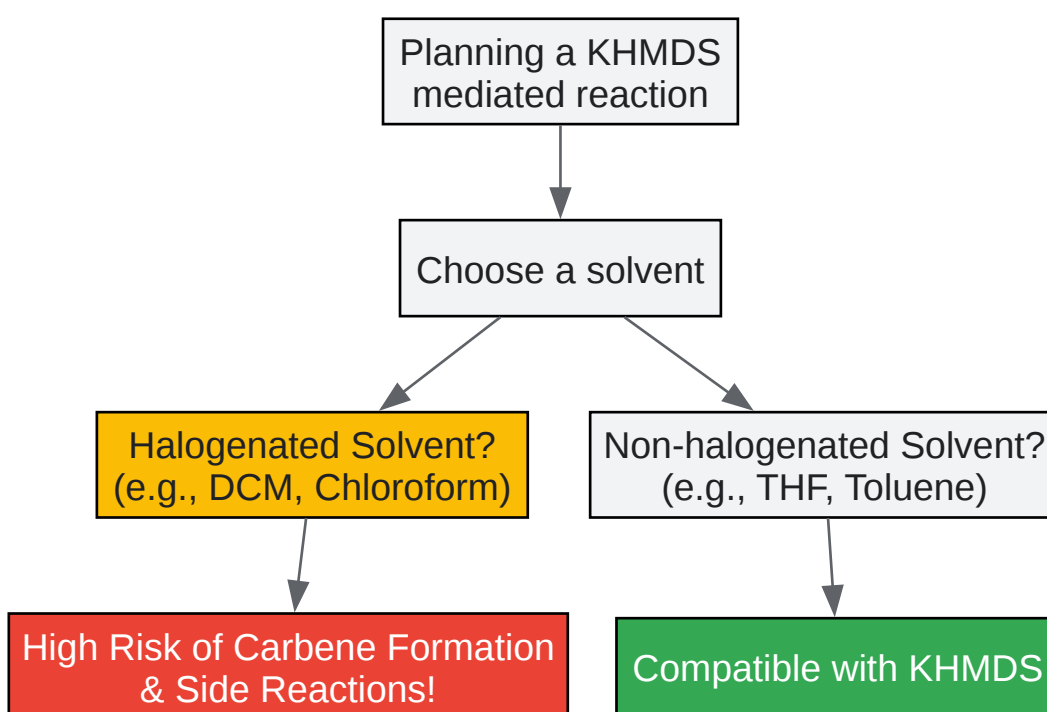 Planning a KHMDS
mediated reaction
Choose a solvent
Halogenated Solvent?
(e.g., DCM, Chloroform)
Non-halogenated Solvent?
(e.g., THF, Toluene)
High Risk of Carbene Formation
& Side Reactions!
Compatible with KHMDS